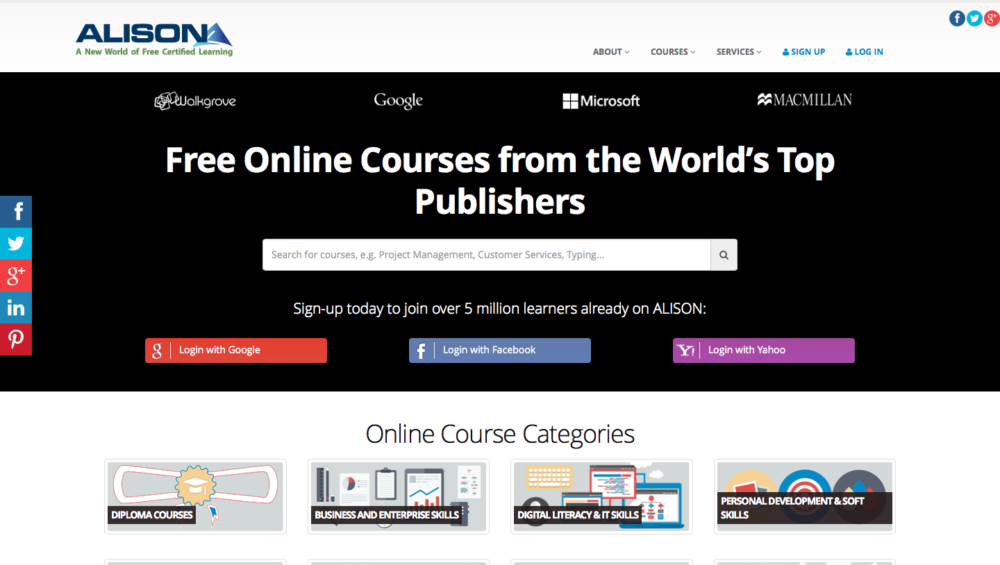 ALISON
A New World of Free Certified Learning
ABOUT
COURSES
SERVICES
SIGN UP
LOG IN
Walkgrove
Google
Microsoft
MACMILLAN
Free Online Courses from the World’s Top
Publishers
Search for courses, e.g. Project Management, Customer Services, Typing...
Sign-up today to join over 5 million learners already on ALISON:
Login with Google
Login with Facebook
Login with Yahoo
Online Course Categories
DIPLOMA COURSES
BUSINESS AND ENTERPRISE SKILLS
DIGITAL LITERACY & IT SKILLS
PERSONAL DEVELOPMENT & SOFT
SKILLS